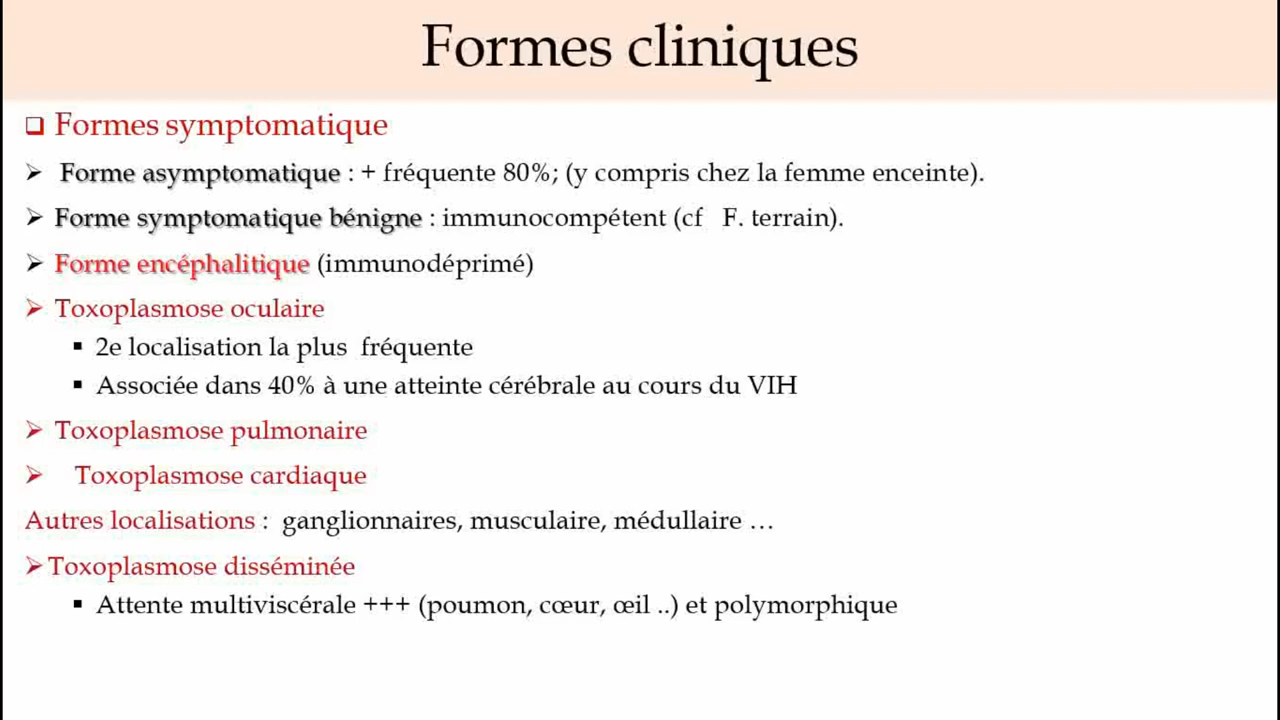 Formes cliniques
Formes symptomatique
Forme asymptomatique : + fréquente 80%; (y compris chez la femme enceinte).
Forme symptomatique bénigne : immunocompétent (cf F. terrain).
Forme encéphalitique (immunodéprimé)
Toxoplasmose oculaire
2e localisation la plus fréquente
Associée dans 40% à une atteinte cérébrale au cours du VIH
Toxoplasmose pulmonaire
Toxoplasmose cardiaque
Autres localisations : ganglionnaires, musculaire, médullaire …
Toxoplasmose disséminée
Attente multiviscérale +++ (poumon, cœur, œil ..) et polymorphique